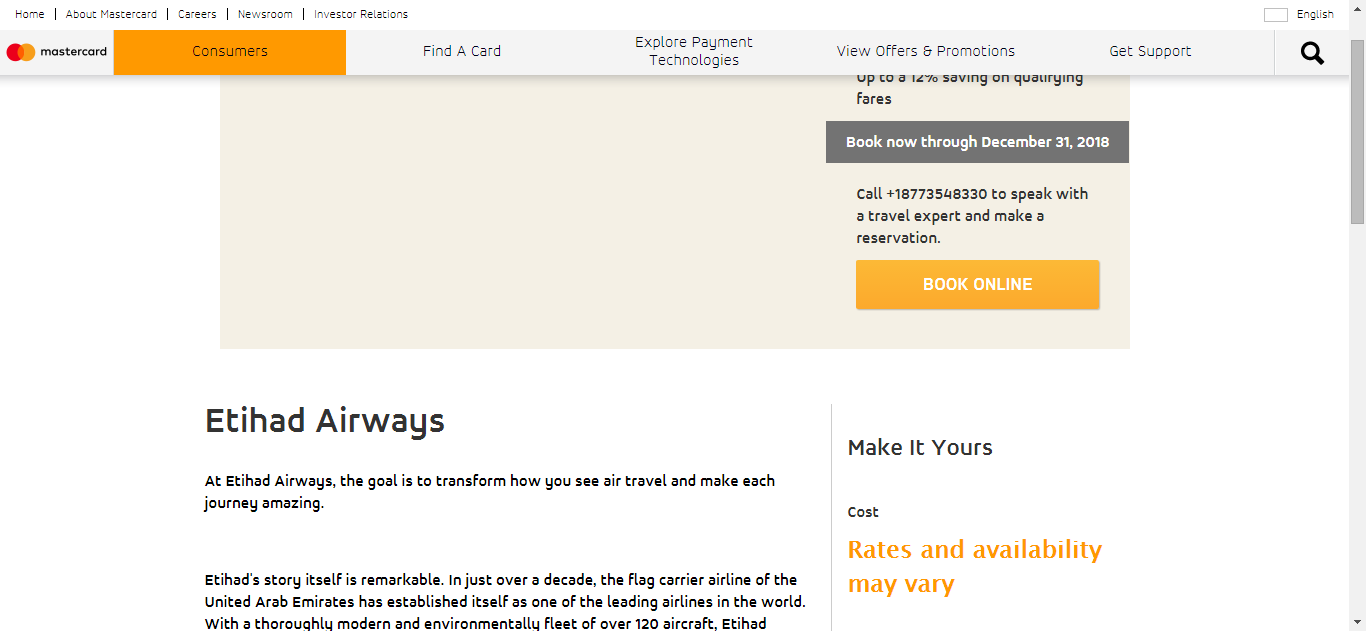 Home
About Mastercard
Careers
Newsroom
Investor Relations
English
mastercard
Consumers
Find A Card
Explore Payment
Technologies
View Offers & Promotions
Get Support
Up to a 12% saving on qualifying
fares
Book now through December 31, 2018
Call +18773548330 to speak with
a travel expert and make a
reservation.
BOOK ONLINE
Etihad Airways
At Etihad Airways, the goal is to transform how you see air travel and make each
journey amazing.
Etihad's story itself is remarkable. In just over a decade, the flag carrier airline of the
United Arab Emirates has established itself as one of the leading airlines in the world.
With a thoroughly modern and environmentally fleet of over 120 aircraft, Etihad
Make It Yours
Cost
Rates and availability
may vary